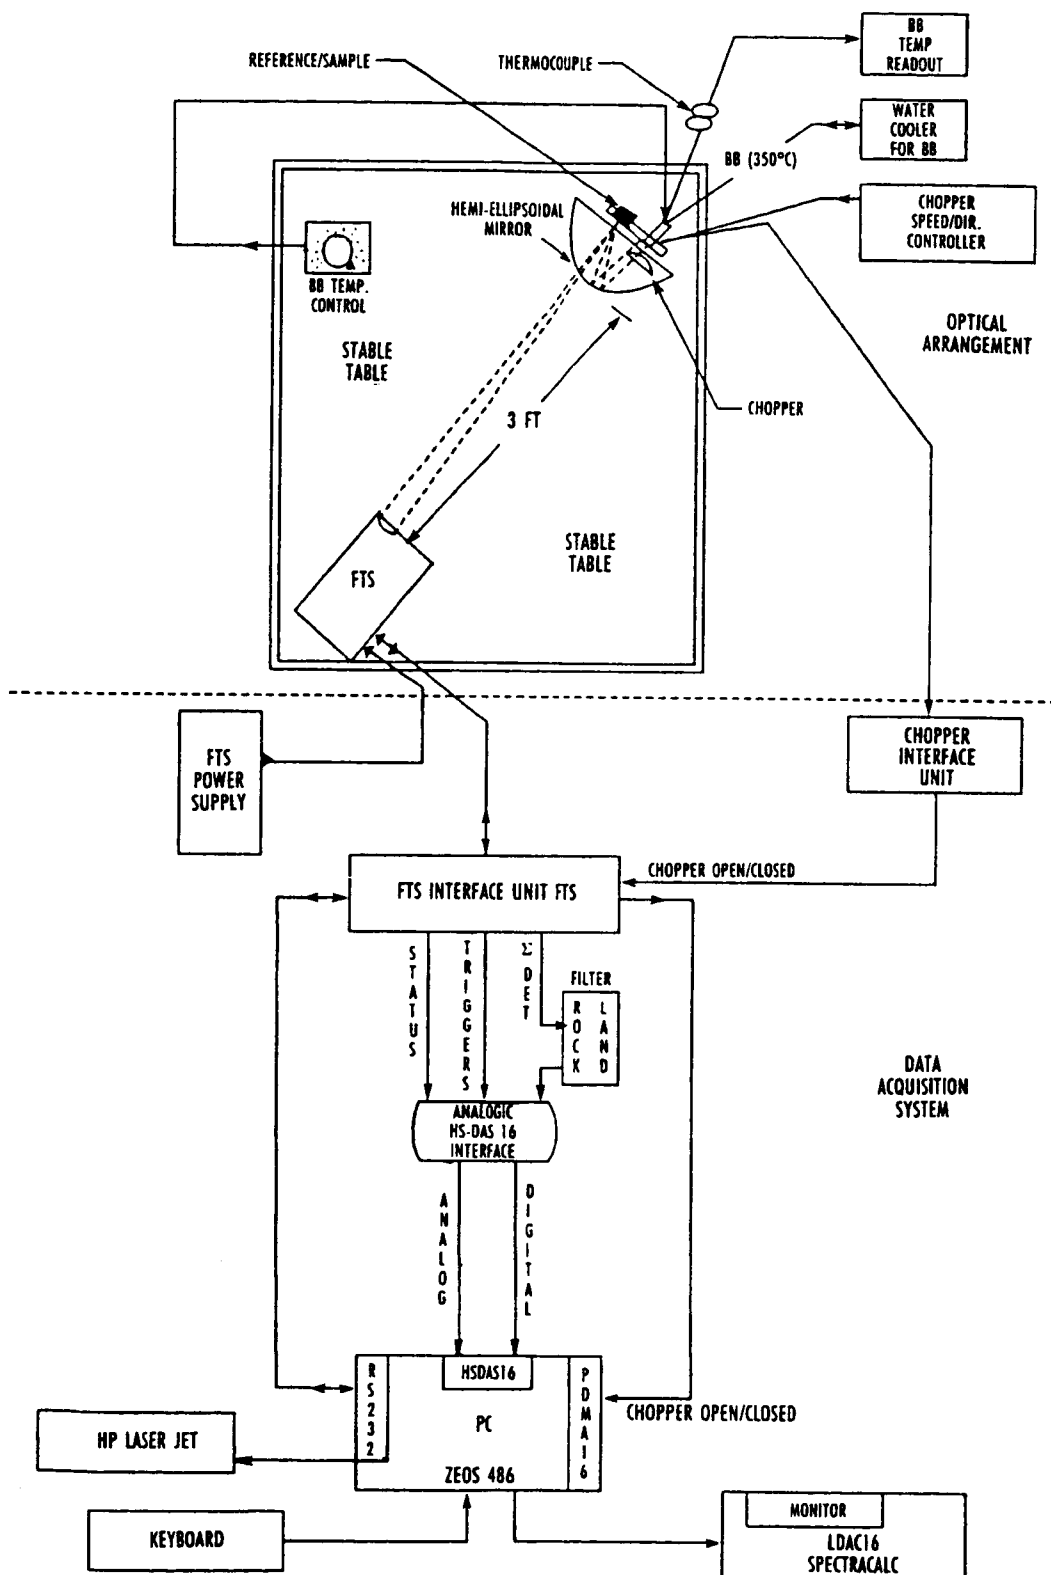 BB
TEMP
READOUT
REFERENCE/SAMPLE
THERMOCOUPLE
WATER
COOLER
FOR BB
BB (350°C)
CHOPPER
SPEED/DIR.
CONTROLLER
HEMI-ELLIPSOIDAL
MIRROR
BB TEMP.
CONTROL
OPTICAL
ARRANGEMENT
STABLE
TABLE
CHOPPER
3 FT
STABLE
TABLE
FTS
FTS
POWER
SUPPLY
CHOPPER
INTERFACE
UNIT
CHOPPER OPEN/CLOSED
FTS INTERFACE UNIT FTS
STATUS
TRIGGERS
Σ DET
FILTER
ROCK
LAND
DATA
ACQUISITION
SYSTEM
ANALOGIC
HS-DAS 16
INTERFACE
ANALOG
DIGITAL
RS232
HSDAS16
PDMA16
PC
ZEOS 486
CHOPPER OPEN/CLOSED
HP LASER JET
KEYBOARD
MONITOR
LDAC16
SPECTRACALC